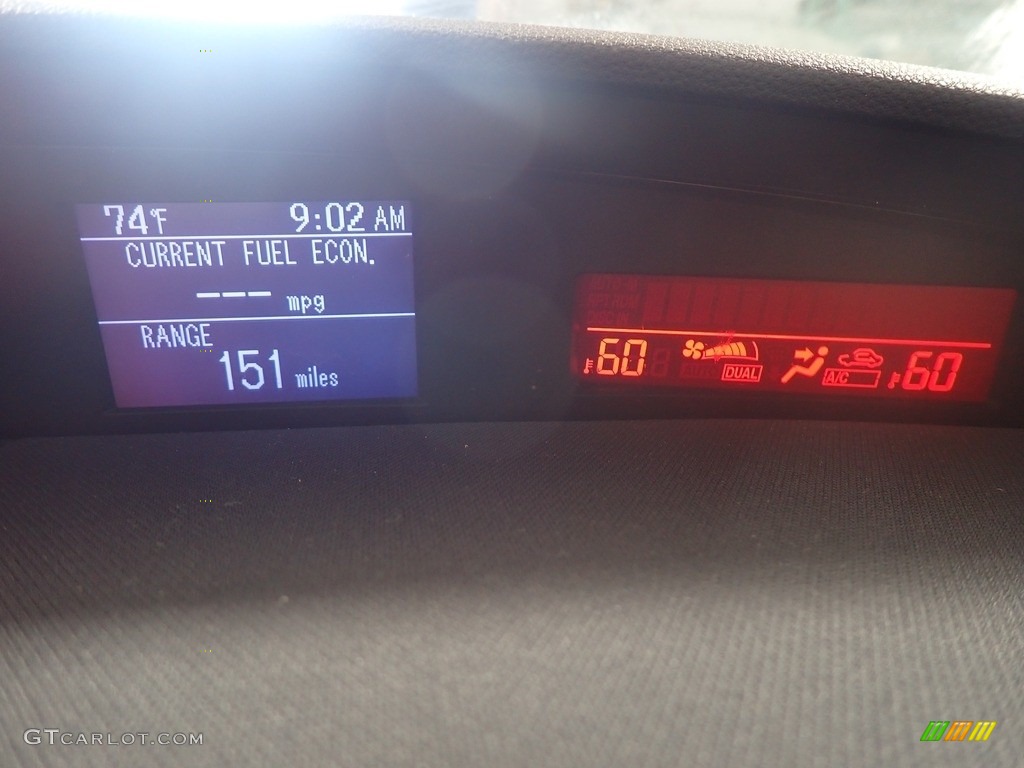 74°F 9:02 AM
CURRENT FUEL ECON.
--- mpg
RANGE
151 miles
60 DUAL A/C 60
GTCARLOT.COM